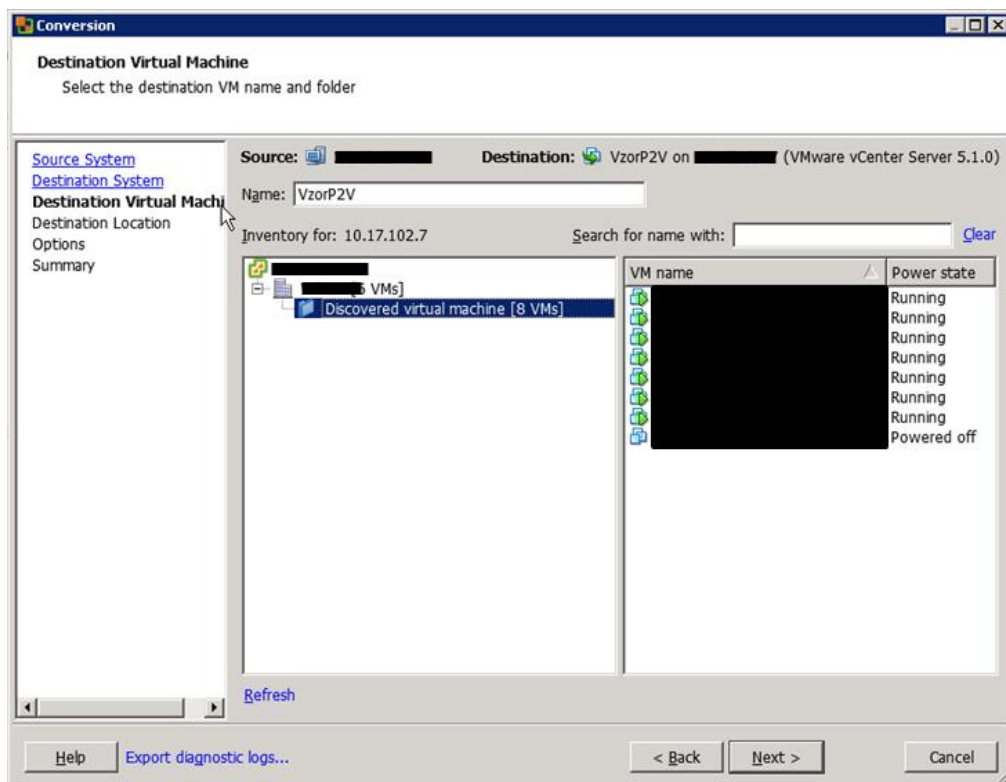 Conversion
Destination Virtual Machine
Select the destination VM name and folder
Source System
Destination System
Destination Virtual Machi
Destination Location
Options
Summary
Source: Destination: VzorP2V on (VMware vCenter Server 5.1.0)
Name: VzorP2V
Inventory for: 10.17.102.7 Search for name with: Clear
VMs]
Discovered virtual machine [8 VMs]
VM name Power state
Running
Running
Running
Running
Running
Running
Running
Powered off
Refresh
Help Export diagnostic logs... < Back Next > Cancel